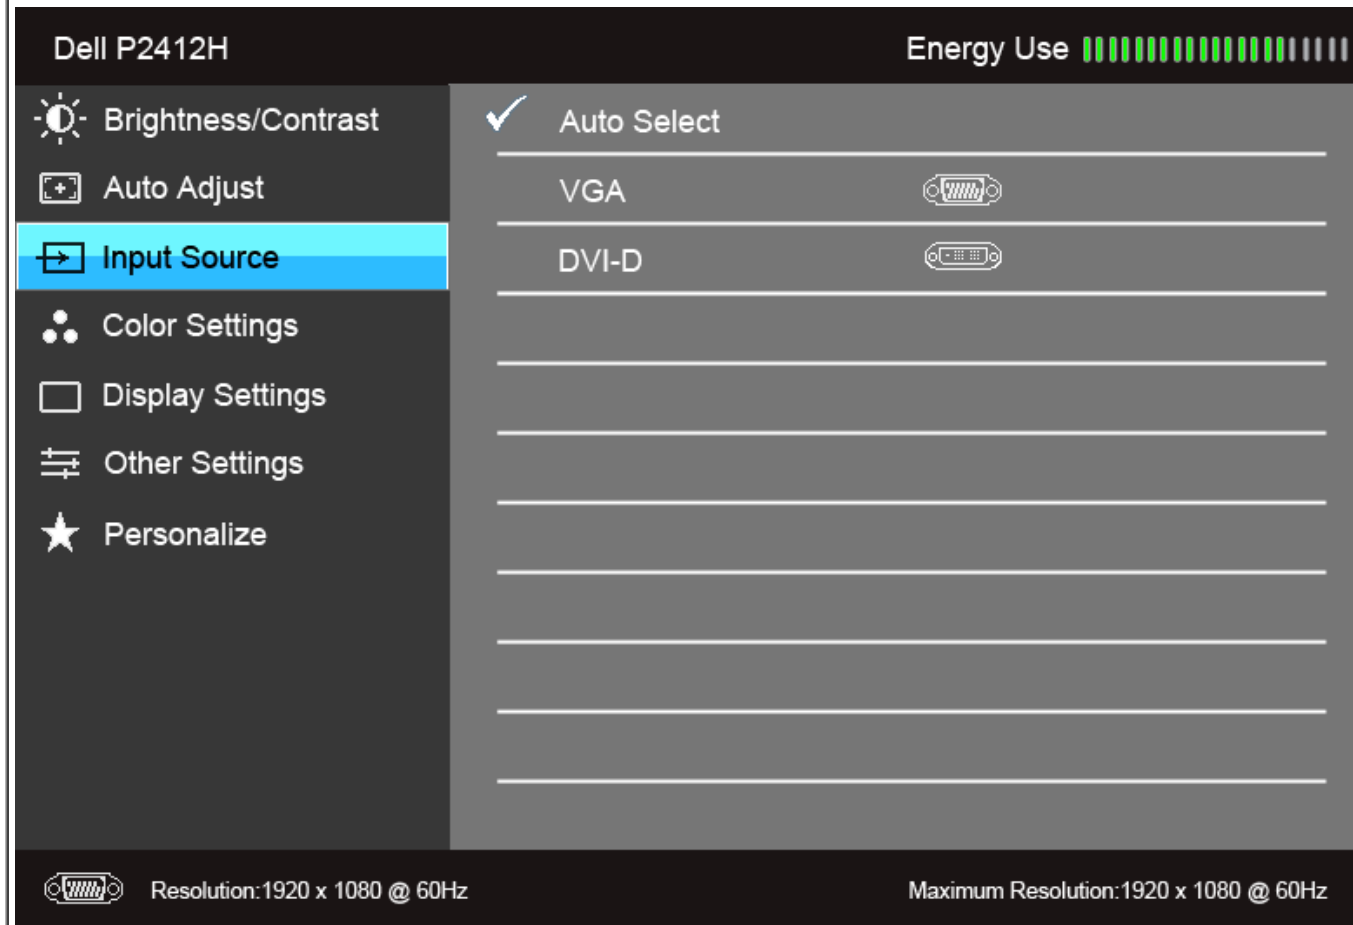 Dell P2412H Energy Use
Brightness/Contrast Auto Select
Auto Adjust VGA
Input Source DVI-D
Color Settings
Display Settings
Other Settings
Personalize
Resolution:1920 x 1080 @ 60Hz Maximum Resolution:1920 x 1080 @ 60Hz